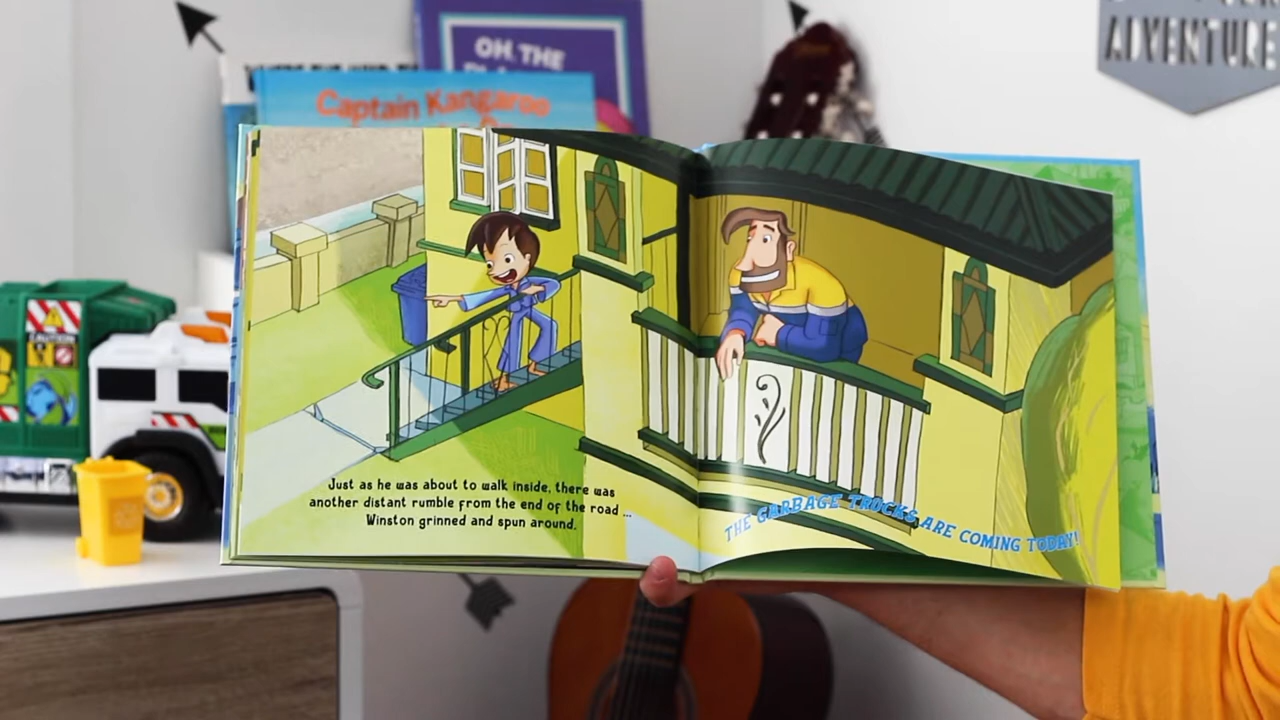 OH, THE
Captain Kangaroo
ADVENTURE
CAUTION
Just as he was about to walk inside, there was
another distant rumble from the end of the road ...
Winston grinned and spun around.
THE GARBAGE TRUCKS ARE COMING TODAY!